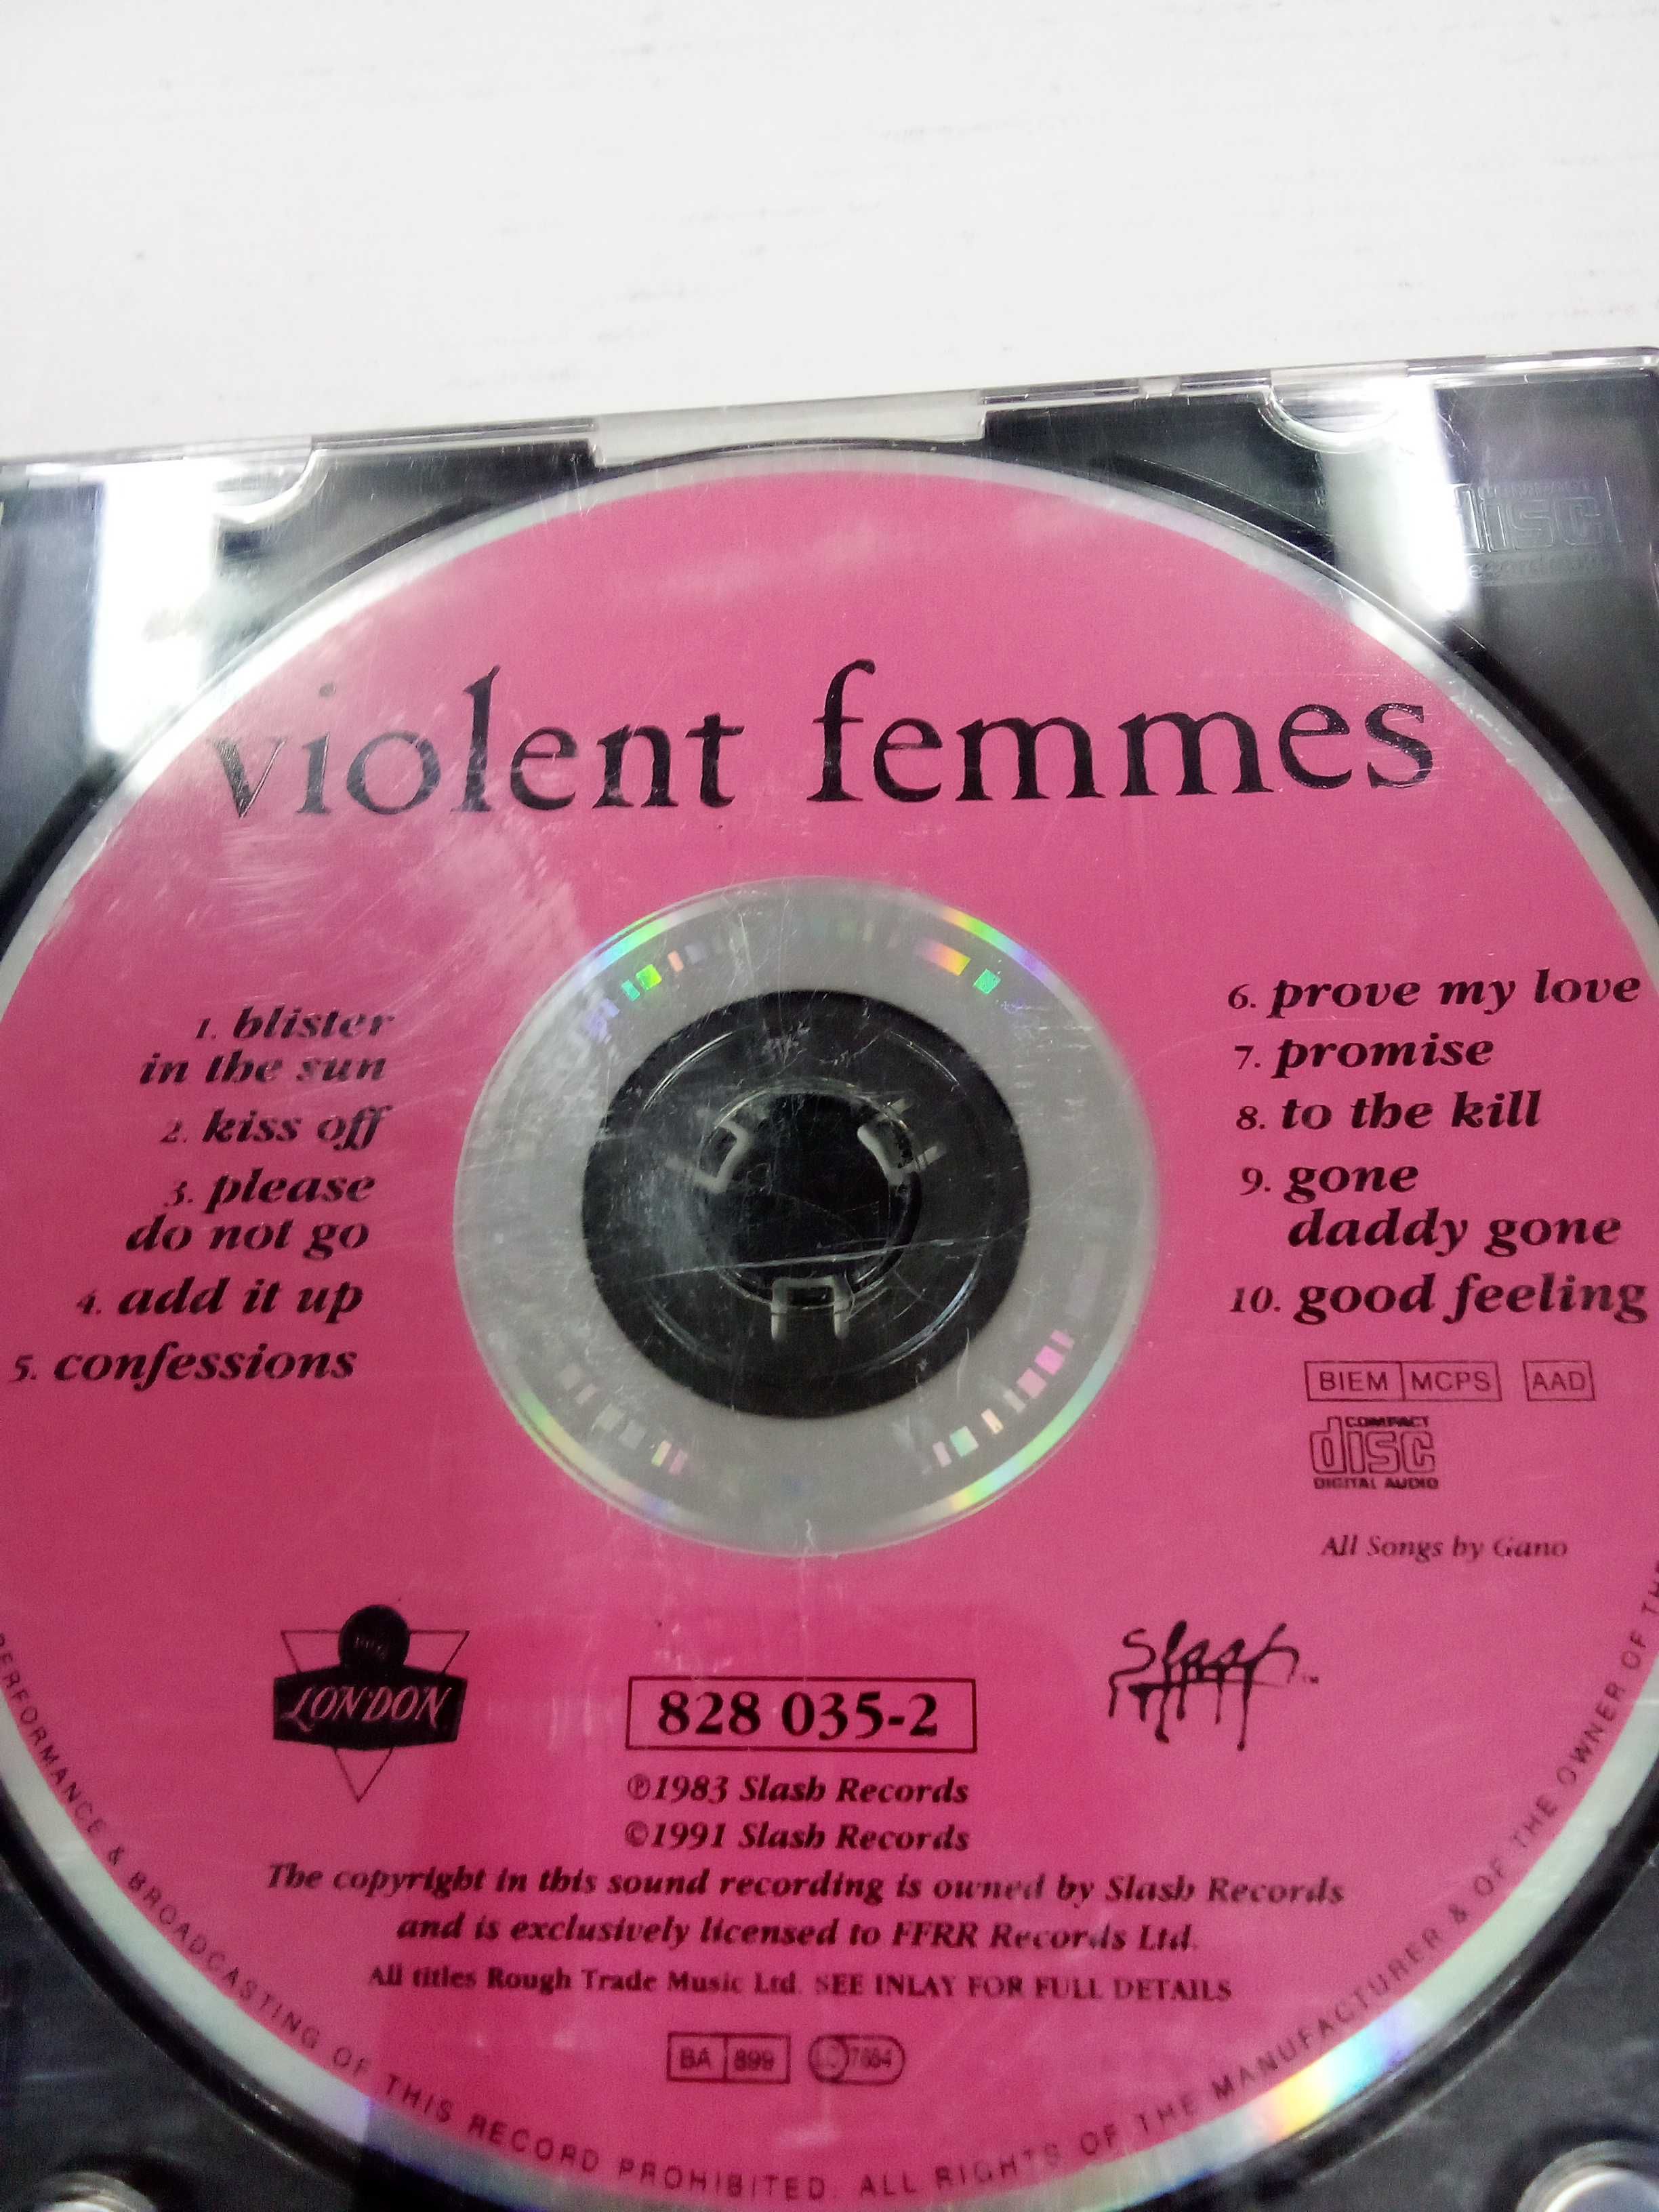 violent femmes
1. blister
in the sun
2. kiss off
3. please
do not go
4. add it up
5. confessions
6. prove my love
7. promise
8. to the kill
9. gone
daddy gone
10. good feeling
BIEM MCPS AAD
COMPACT
disc
DIGITAL AUDIO
All Songs by Gano
LONDON
828 035-2
Slash
℗1983 Slash Records
©1991 Slash Records
The copyright in this sound recording is owned by Slash Records
and is exclusively licensed to FFRR Records Ltd.
All titles Rough Trade Music Ltd. SEE INLAY FOR FULL DETAILS
BA 899 LC 7654
PERFORMANCE & BROADCASTING OF THIS RECORD PROHIBITED. ALL RIGHTS OF THE MANUFACTURER & OF THE OWNER OF THE
disc